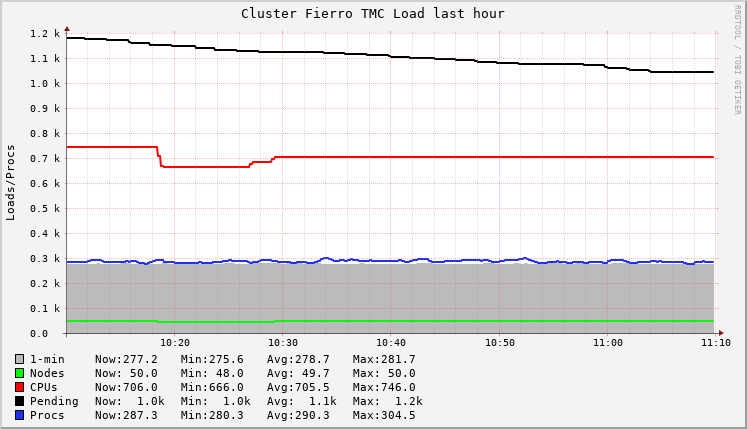 Cluster Fierro TMC Load last hour
RRDTOOL / TOBI OETIKER
Loads/Procs
1.2 k
1.1 k
1.0 k
0.9 k
0.8 k
0.7 k
0.6 k
0.5 k
0.4 k
0.3 k
0.2 k
0.1 k
0.0
10:20 10:30 10:40 10:50 11:00 11:10
1-min Now:277.2 Min:275.6 Avg:278.7 Max:281.7
Nodes Now: 50.0 Min: 48.0 Avg: 49.7 Max: 50.0
CPUs Now:706.0 Min:666.0 Avg:705.5 Max:746.0
Pending Now: 1.0k Min: 1.0k Avg: 1.1k Max: 1.2k
Procs Now:287.3 Min:280.3 Avg:290.3 Max:304.5